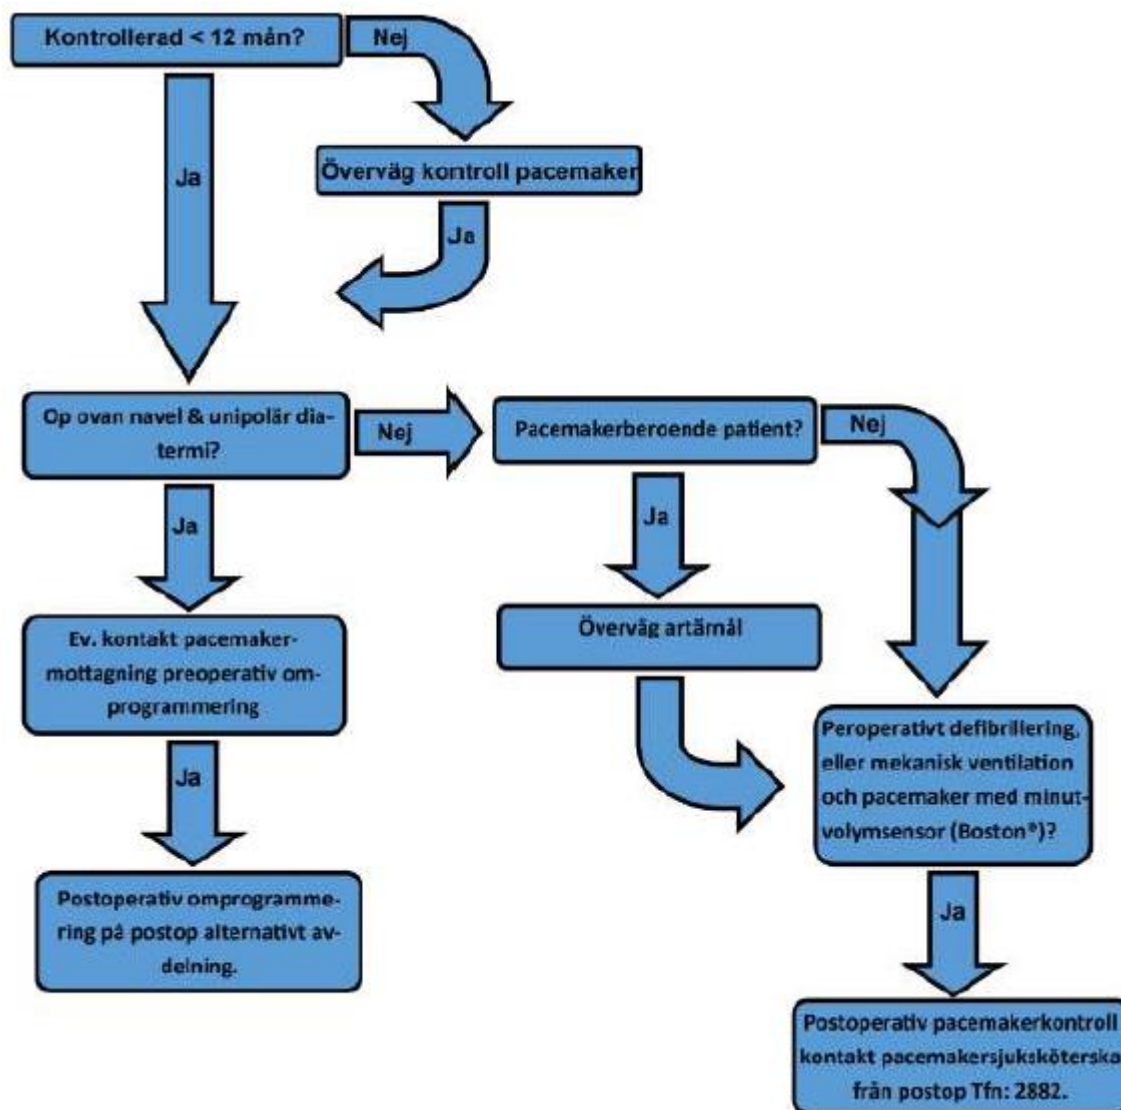 Kontrollerad < 12 mån?
Nej
Ja
Överväg kontroll pacemaker
Ja
Op ovan navel & unipolär dia-
termi?
Nej
Pacemakerberoende patient?
Nej
Ja
Ja
Ev. kontakt pacemaker-
mottagning preoperativ om-
programmering
Överväg artärnål
Ja
Peroperativt defibrillering,
eller mekanisk ventilation
och pacemaker med minut-
volymsensor (Boston®)?
Postoperativ omprogramme-
ring på postop alternativt av-
delning.
Ja
Postoperativ pacemakerkontroll
kontakt pacemakersjuksköterska
från postop Tfn: 2882.